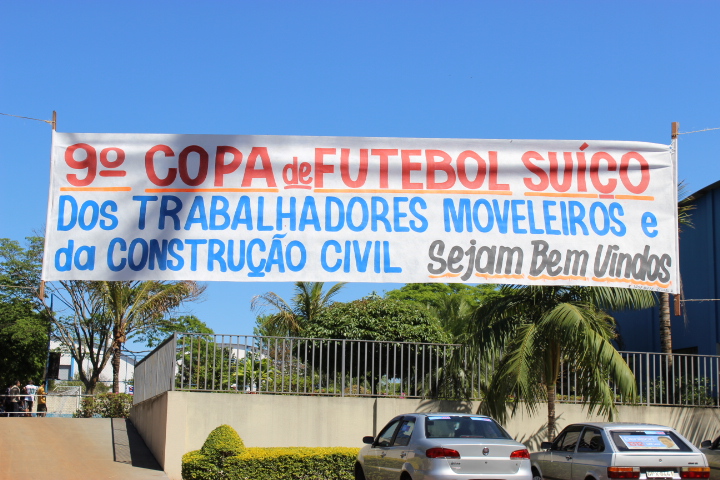 9º COPA de FUTEBOL SUÍÇO
Dos TRABALHADORES MOVELEIROS e
da CONSTRUÇÃO CIVIL Sejam Bem Vindos